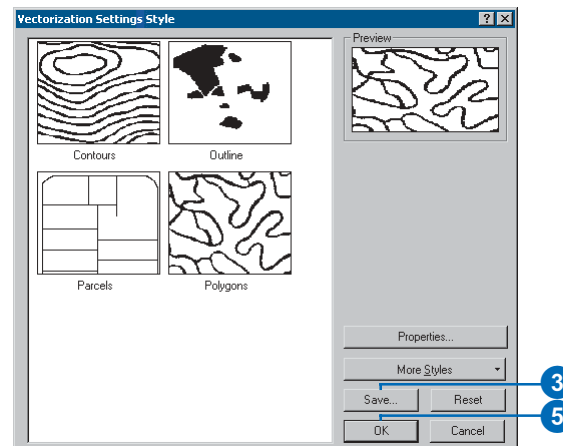 Vectorization Settings Style
Preview
Contours
Outline
Parcels
Polygons
Properties...
More Styles
Save...
Reset
OK
Cancel
3
5